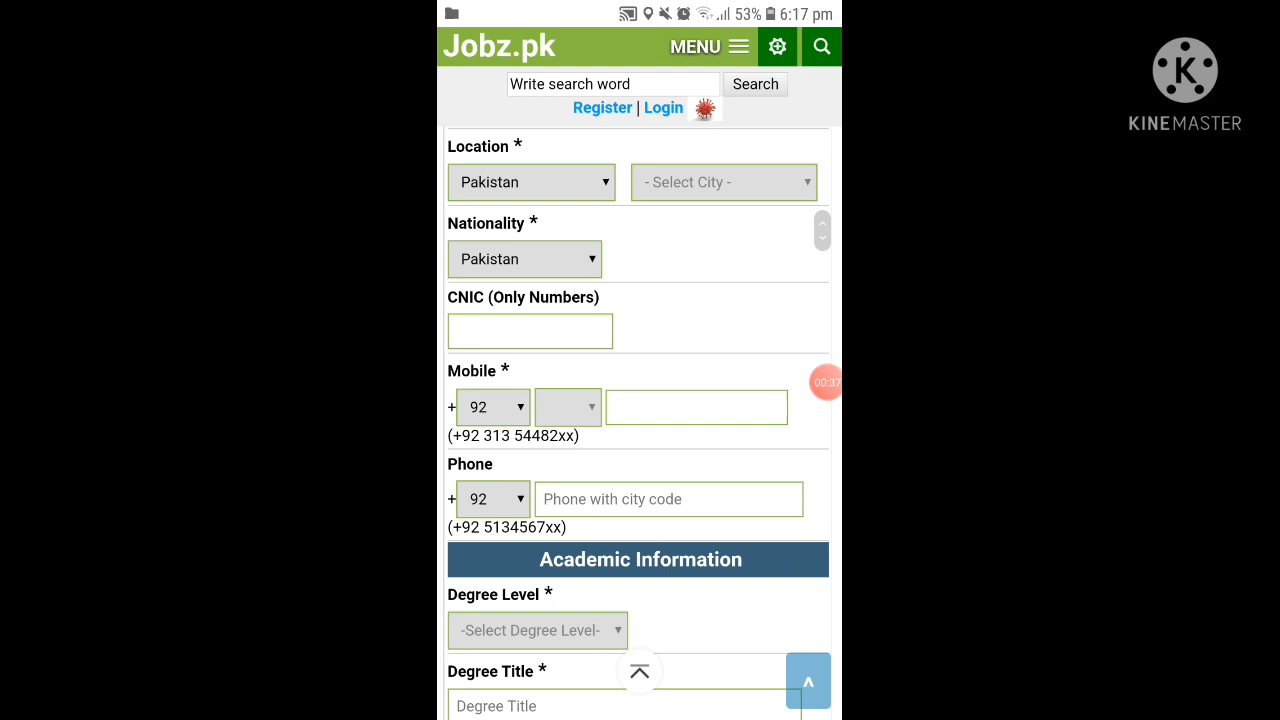 53% 6:17 pm
Jobz.pk MENU
Write search word Search
Register | Login
K
KINEMASTER
Location *
Pakistan - Select City -
Nationality *
Pakistan
CNIC (Only Numbers)
Mobile *
00:37
+ 92
(+92 313 54482xx)
Phone
+ 92 Phone with city code
(+92 5134567xx)
Academic Information
Degree Level *
-Select Degree Level-
Degree Title *
Degree Title